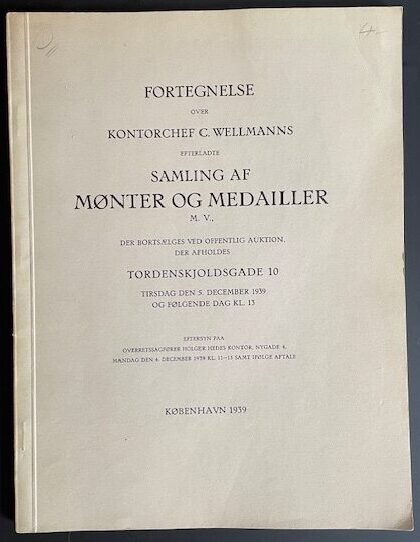 FORTEGNELSE
OVER
KONTORCHEF C. WELLMANNS
EFTERLADTE
SAMLING AF
MØNTER OG MEDAILLER
M. V.,
DER BORTSÆLGES VED OFFENTLIG AUKTION,
DER AFHOLDES
TORDENSKJOLDSGADE 10
TIRSDAG DEN 5. DECEMBER 1939
OG FØLGENDE DAG KL. 13
EFTERSYN PAA
OVERRETSSAGFØRER HOLGER HEDES KONTOR, NYGADE 4,
MANDAG DEN 4. DECEMBER 1939 KL. 11-15 SAMT IFØLGE AFTALE
KØBENHAVN 1939